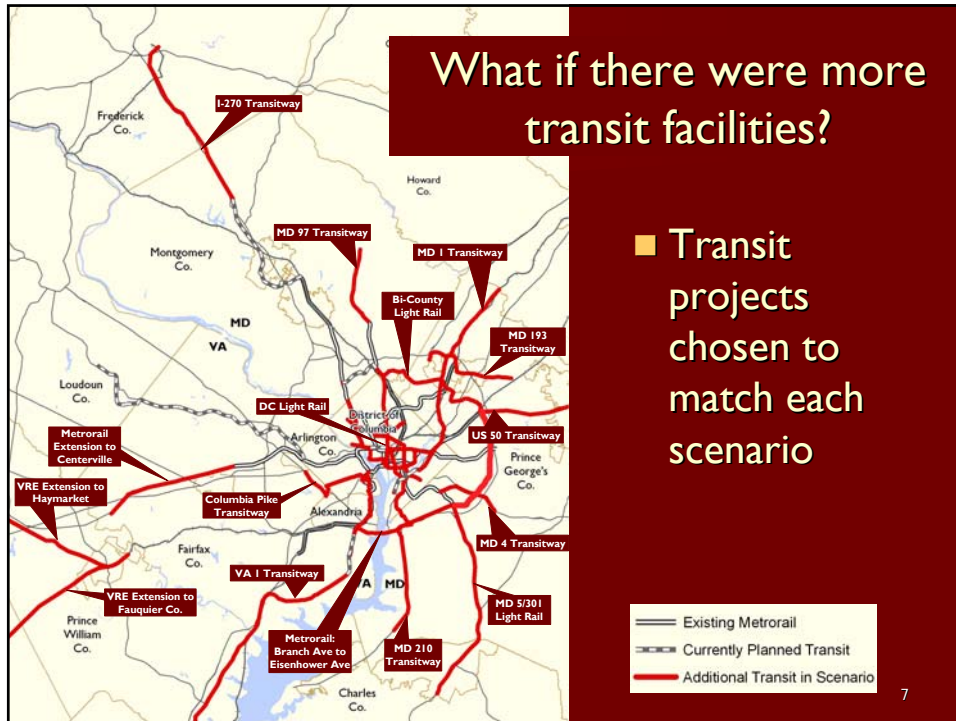 What if there were more
transit facilities?
■ Transit
projects
chosen to
match each
scenario
I-270 Transitway
Frederick
Co.
Howard
Co.
MD 97 Transitway
MD 1 Transitway
Montgomery
Co.
Bi-County
Light Rail
MD
VA
MD 193
Transitway
Loudoun
Co.
DC Light Rail
District of
Columbia
Metrorail
Extension to
Centerville
Arlington
Co.
US 50 Transitway
Prince
George's
Co.
VRE Extension to
Haymarket
Columbia Pike
Transitway
Alexandria
MD 4 Transitway
Fairfax
Co.
VA 1 Transitway
VA
MD
VRE Extension to
Fauquier Co.
MD 5/301
Light Rail
Prince
William
Co.
Metrorail:
Branch Ave to
Eisenhower Ave
MD 210
Transitway
Charles
Co.
Existing Metrorail
Currently Planned Transit
Additional Transit in Scenario
7